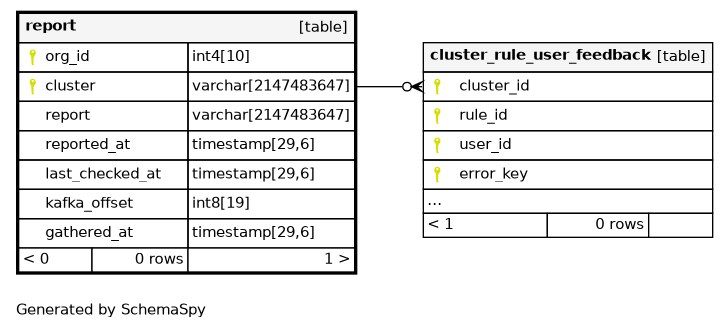 report [table]
org_id int4[10]
cluster varchar[2147483647]
report varchar[2147483647]
reported_at timestamp[29,6]
last_checked_at timestamp[29,6]
kafka_offset int8[19]
gathered_at timestamp[29,6]
< 0 0 rows 1 >
cluster_rule_user_feedback [table]
cluster_id
rule_id
user_id
error_key
...
< 1 0 rows
Generated by SchemaSpy